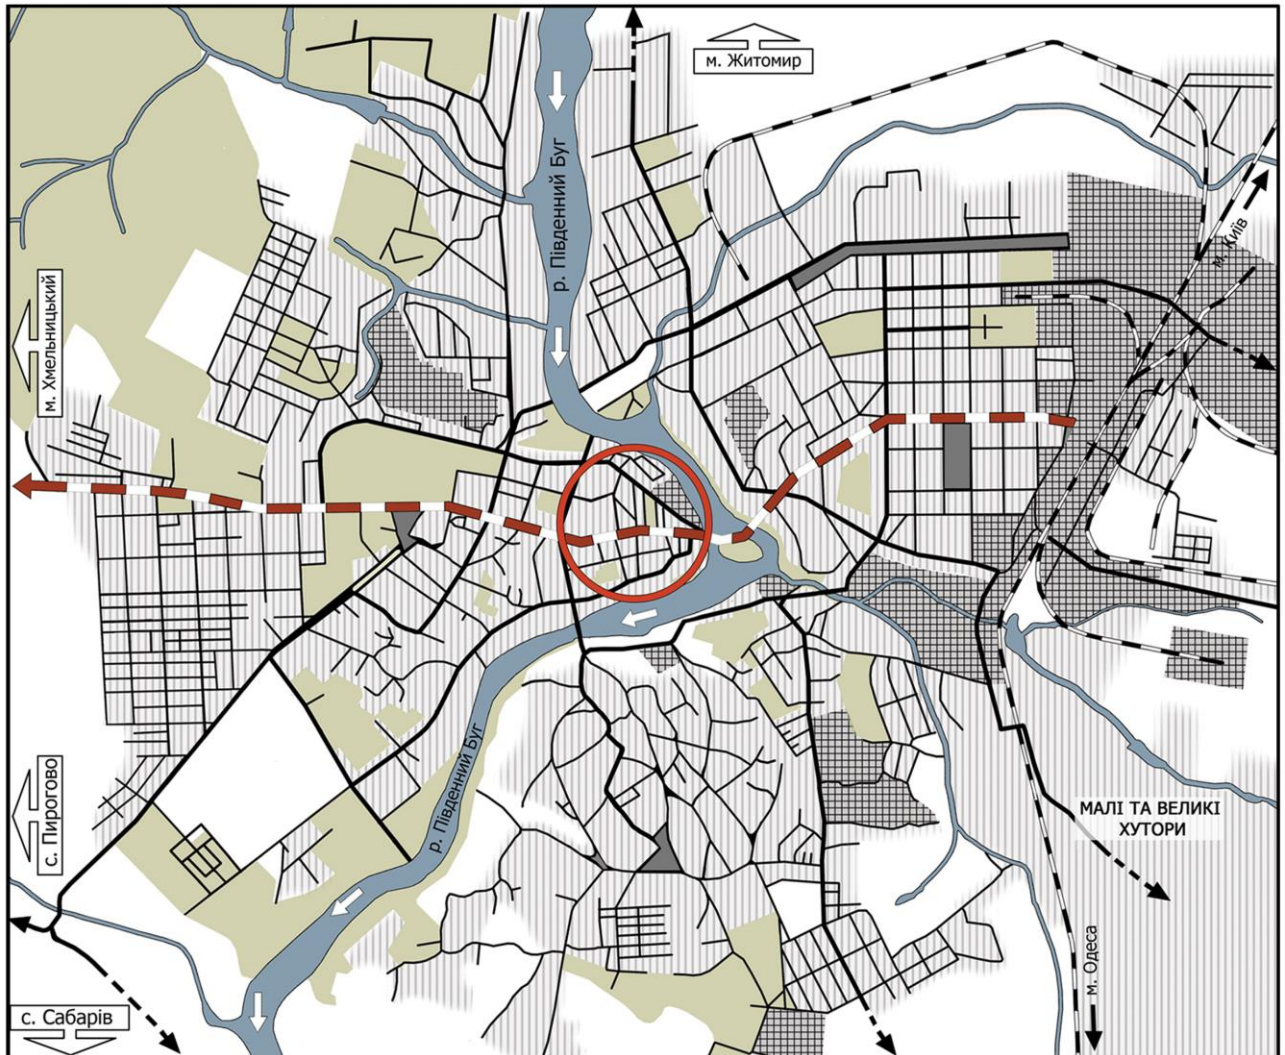 м. Житомир
р. Південний Буг
м. Київ
м. Хмельницький
р. Південний Буг
с. Пирогово
МАЛІ ТА ВЕЛИКІ
ХУТОРИ
м. Одеса
с. Сабарів